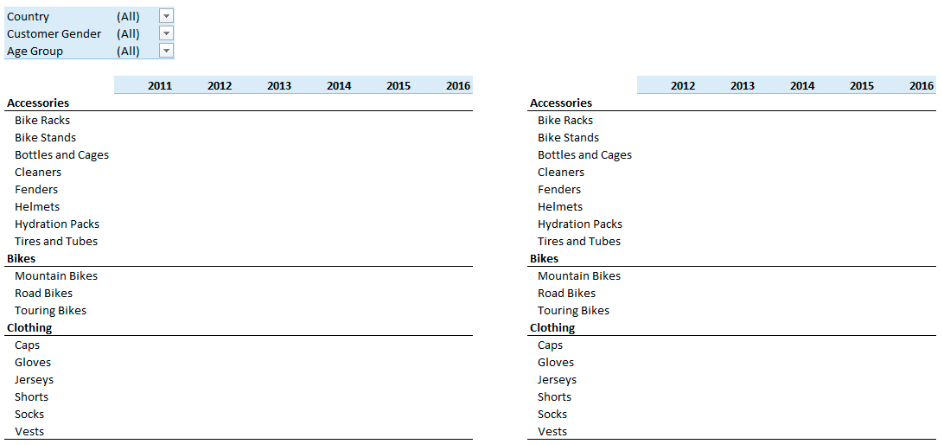 Country (All)
Customer Gender (All)
Age Group (All)
2011 2012 2013 2014 2015 2016
Accessories
Bike Racks
Bike Stands
Bottles and Cages
Cleaners
Fenders
Helmets
Hydration Packs
Tires and Tubes
Bikes
Mountain Bikes
Road Bikes
Touring Bikes
Clothing
Caps
Gloves
Jerseys
Shorts
Socks
Vests
2012 2013 2014 2015 2016
Accessories
Bike Racks
Bike Stands
Bottles and Cages
Cleaners
Fenders
Helmets
Hydration Packs
Tires and Tubes
Bikes
Mountain Bikes
Road Bikes
Touring Bikes
Clothing
Caps
Gloves
Jerseys
Shorts
Socks
Vests